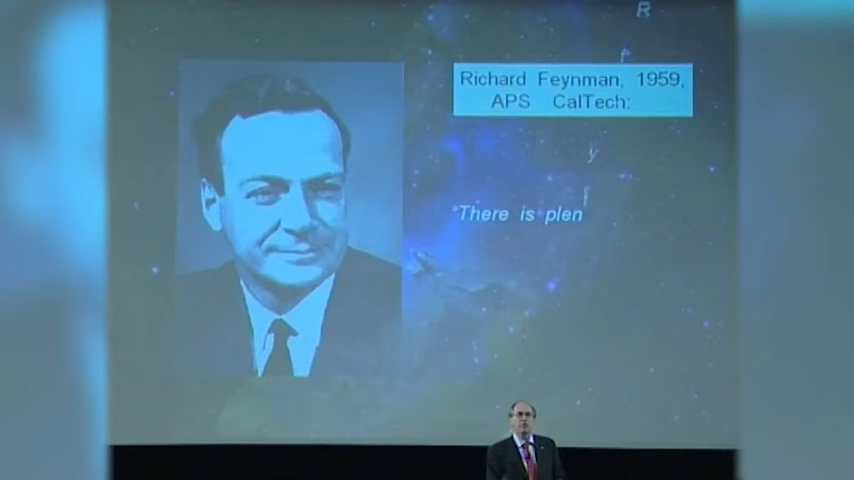 R
Richard Feynman, 1959,
APS CalTech:
y
"There is plen